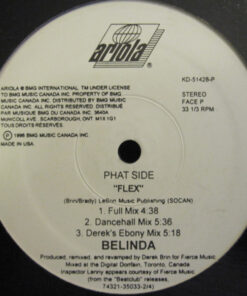 ariola
ARIOLA ® BMG INTERNATIONAL TM UNDER LICENSE
TO BMG MUSIC CANADA INC. PROPERTY OF BMG
MUSIC CANADA INC. DISTRIBUTED BY BMG MUSIC
CANADA INC. ALL RIGHTS RESERVED. DISTRIBUÉ
PAR MUSIQUE BMG DU CANADA INC. 3640A
McNICOLL AVE. SCARBOROUGH, ONT M1X 1G1
TOUS DROITS RÉSERVÉS
© 1996 BMG MUSIC CANADA INC.
MADE IN USA.
KD-51428-P
STEREO
FACE P
33 1/3 RPM
PHAT SIDE
"FLEX"
(Brin/Brady) LeBon Music Publishing (SOCAN)
1. Full Mix 4:38
2. Dancehall Mix 5:36
3. Derek's Ebony Mix 5:18
BELINDA
Produced, remixed, and revamped by Derek Brin for Fierce Music.
Mixed at the Digital Domfarm, Toronto, Canada.
Inspector Lenny appears courtesy of Fierce Music
(from the "Beatclub" releases.
74321-35033-2/4)